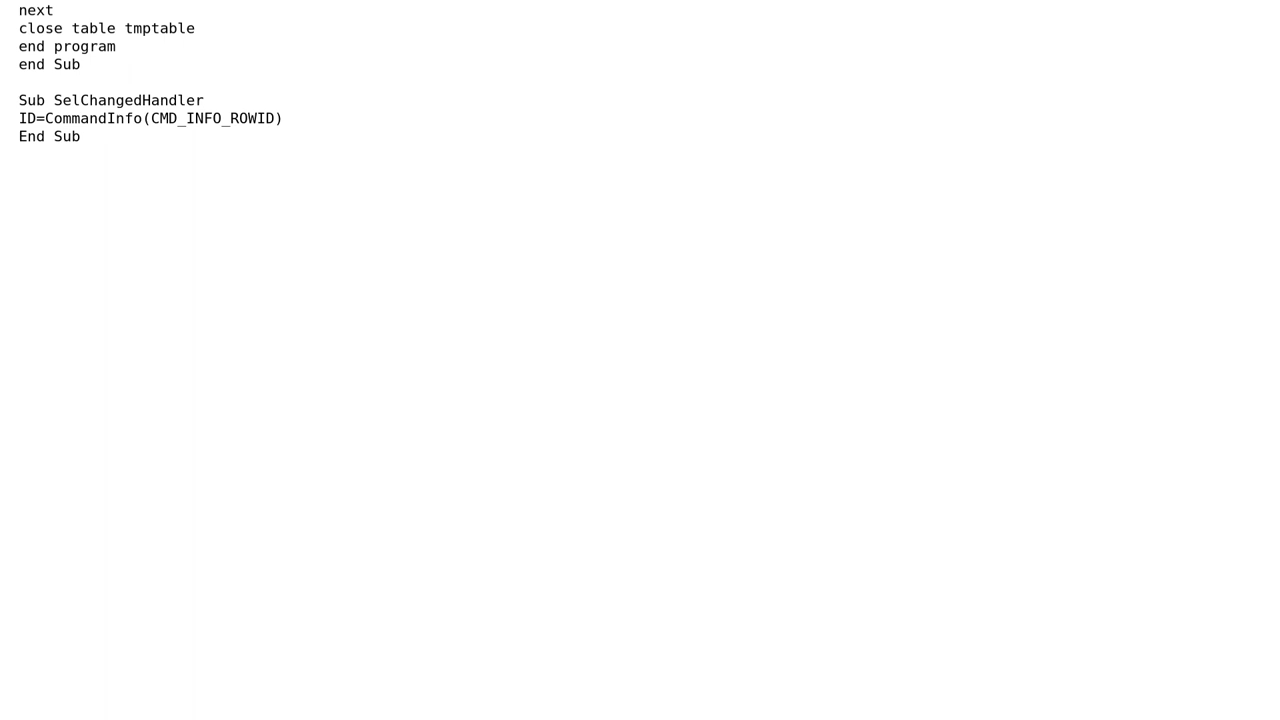 next
close table tmptable
end program
end Sub

Sub SelChangedHandler
ID=CommandInfo(CMD_INFO_ROWID)
End Sub